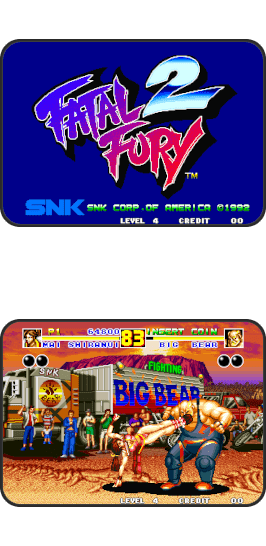 FATAL
2
FURY
TM
SNK SNK CORP. OF AMERICA ©1992
LEVEL 4 CREDIT 00
P1 64800 83 INSERT COIN
MAI SHIRANUI BIG BEAR
SNK
FIGHTING
BIG BEAR
LEVEL 4 CREDIT 00